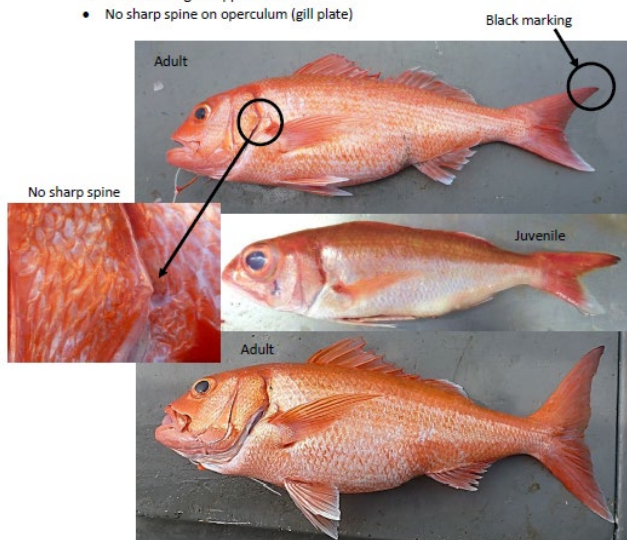 • No sharp spine on operculum (gill plate)
Black marking
Adult
No sharp spine
Juvenile
Adult